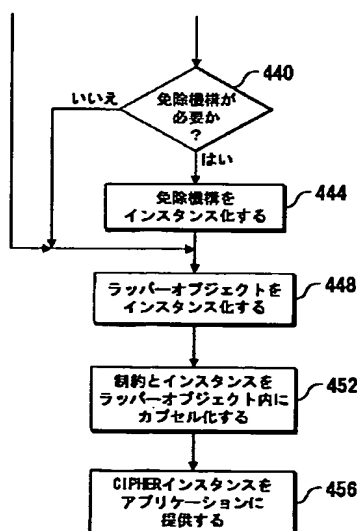 440
いいえ
免除機構が
必要か
?
はい
免除機構を
インスタンス化する
444
ラッパーオブジェクトを
インスタンス化する
448
制約とインスタンスを
ラッパーオブジェクト内に
カプセル化する
452
CIPHERインスタンスを
アプリケーションに
提供する
456